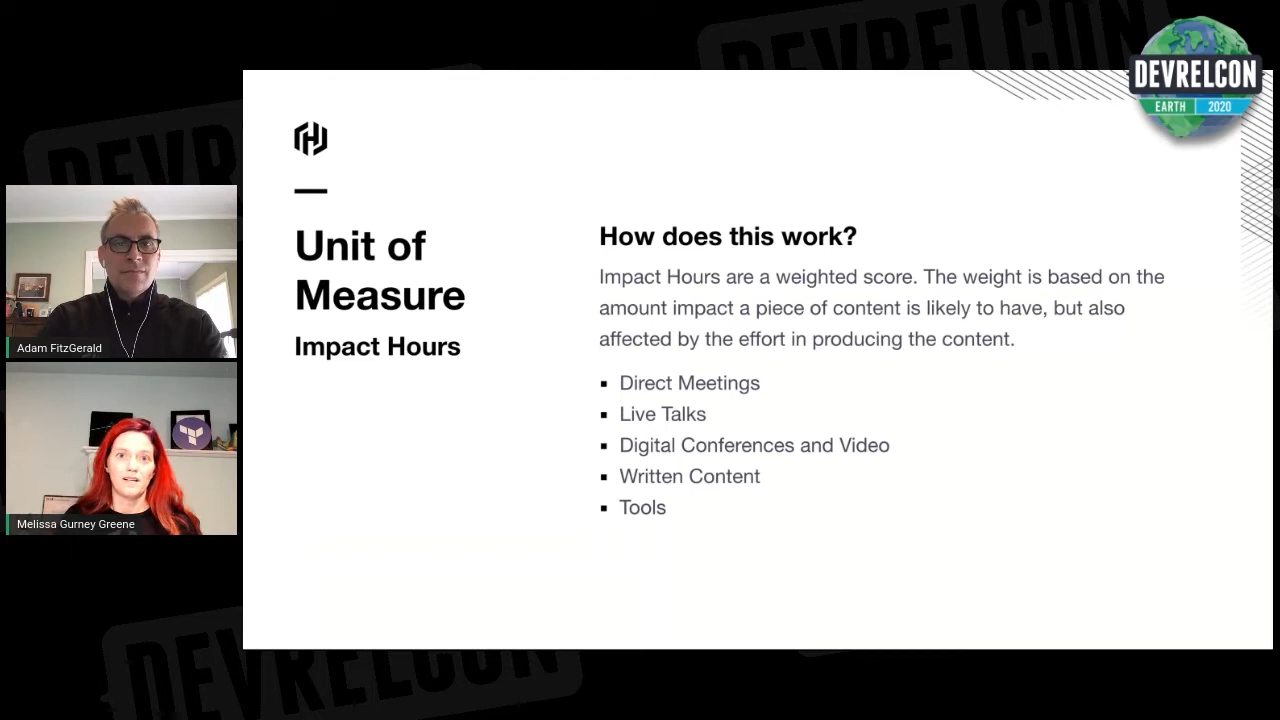 DEVRELCON
EARTH 2020
Unit of
Measure
Impact Hours
How does this work?
Impact Hours are a weighted score. The weight is based on the
amount impact a piece of content is likely to have, but also
affected by the effort in producing the content.
▪ Direct Meetings
▪ Live Talks
▪ Digital Conferences and Video
▪ Written Content
▪ Tools
Adam FitzGerald
Melissa Gurney Greene
DEVRELCON
DEVR
DEVRELCON